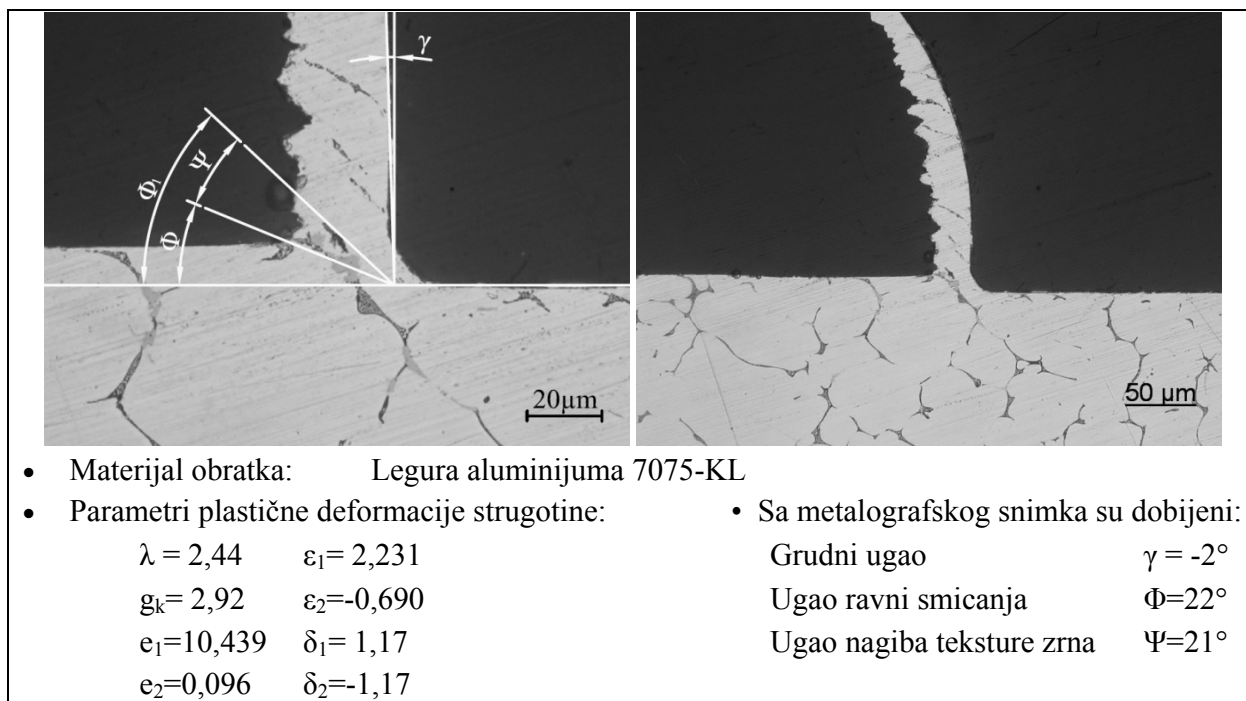 γ
Φ₁
Ψ
Φ
20μm
50 μm
• Materijal obratka: Legura aluminijuma 7075-KL
• Parametri plastične deformacije strugotine:
λ = 2,44 ε₁= 2,231
gₖ= 2,92 ε₂=-0,690
e₁=10,439 δ₁= 1,17
e₂=0,096 δ₂=-1,17
• Sa metalografskog snimka su dobijeni:
Grudni ugao γ = -2°
Ugao ravni smicanja Φ=22°
Ugao nagiba teksture zrna Ψ=21°